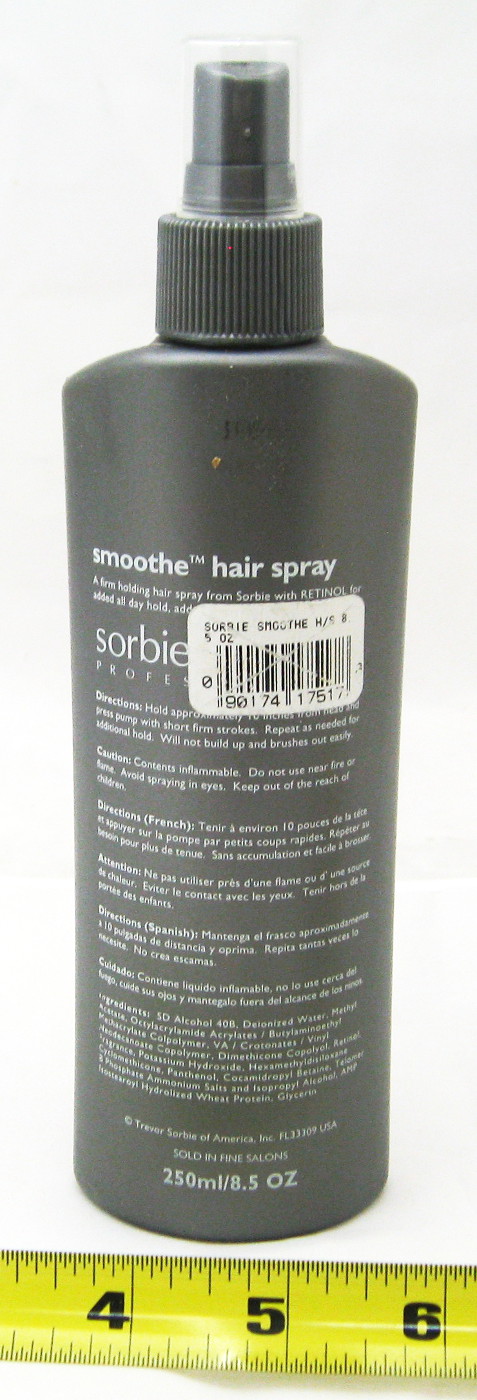 smoothe™ hair spray
A firm holding hair spray from Sorbie with RETINOL for
added all day hold,
SORBIE SMOOTHE H/S 8.
5 OZ
sorbie
0 90174 17517 3
Directions: Hold approximately 10 inches from head and
press pump with short firm strokes. Repeat as needed for
additional hold. Will not build up and brushes out easily.
Caution: Contents inflammable. Do not use near fire or
flame. Avoid spraying in eyes. Keep out of the reach of
children.
Directions (French): Tenir à environ 10 pouces de la tête
et appuyer sur la pompe par petits coups rapides. Répéter au
besoin pour plus de tenue. Sans accumulation et facile à brosser.
Attention: Ne pas utiliser près d'une flame ou d' une source
de chaleur. Eviter le contact avec les yeux. Tenir hors de la
portée des enfants.
Directions (Spanish): Mantenga el frasco aproximadamente
à 10 pulgadas de distancia y oprima. Repita tantas veces lo
necesite. No crea escamas.
Cuidado: Contiene liquido inflamable, no lo use cerca del
fuego, cuide sus ojos y mantegalo fuera del alcance de los ninos.
Ingredients: SD Alcohol 40B, Deionized Water, Methyl
Acetate, Octylacrylamide Acrylates / Butylaminoethyl
Methacrylate Colpolymer, VA / Crotonates / Vinyl
Neodecanoate Copolymer, Dimethicone Copolyol, Retinol,
Fragrance, Potassium Hydroxide, Hexamethyldisiloxane
Cyclomethicone, Panthenol, Cocamidropyl Betaine, Telomer
B Phosphate Ammonium Salts and Isopropyl Alcohol, AMP
Isostearoyl Hydrolized Wheat Protein, Glycerin
© Trevor Sorbie of America, Inc. FL33309 USA
SOLD IN FINE SALONS
250ml/8.5 OZ
4 5 6